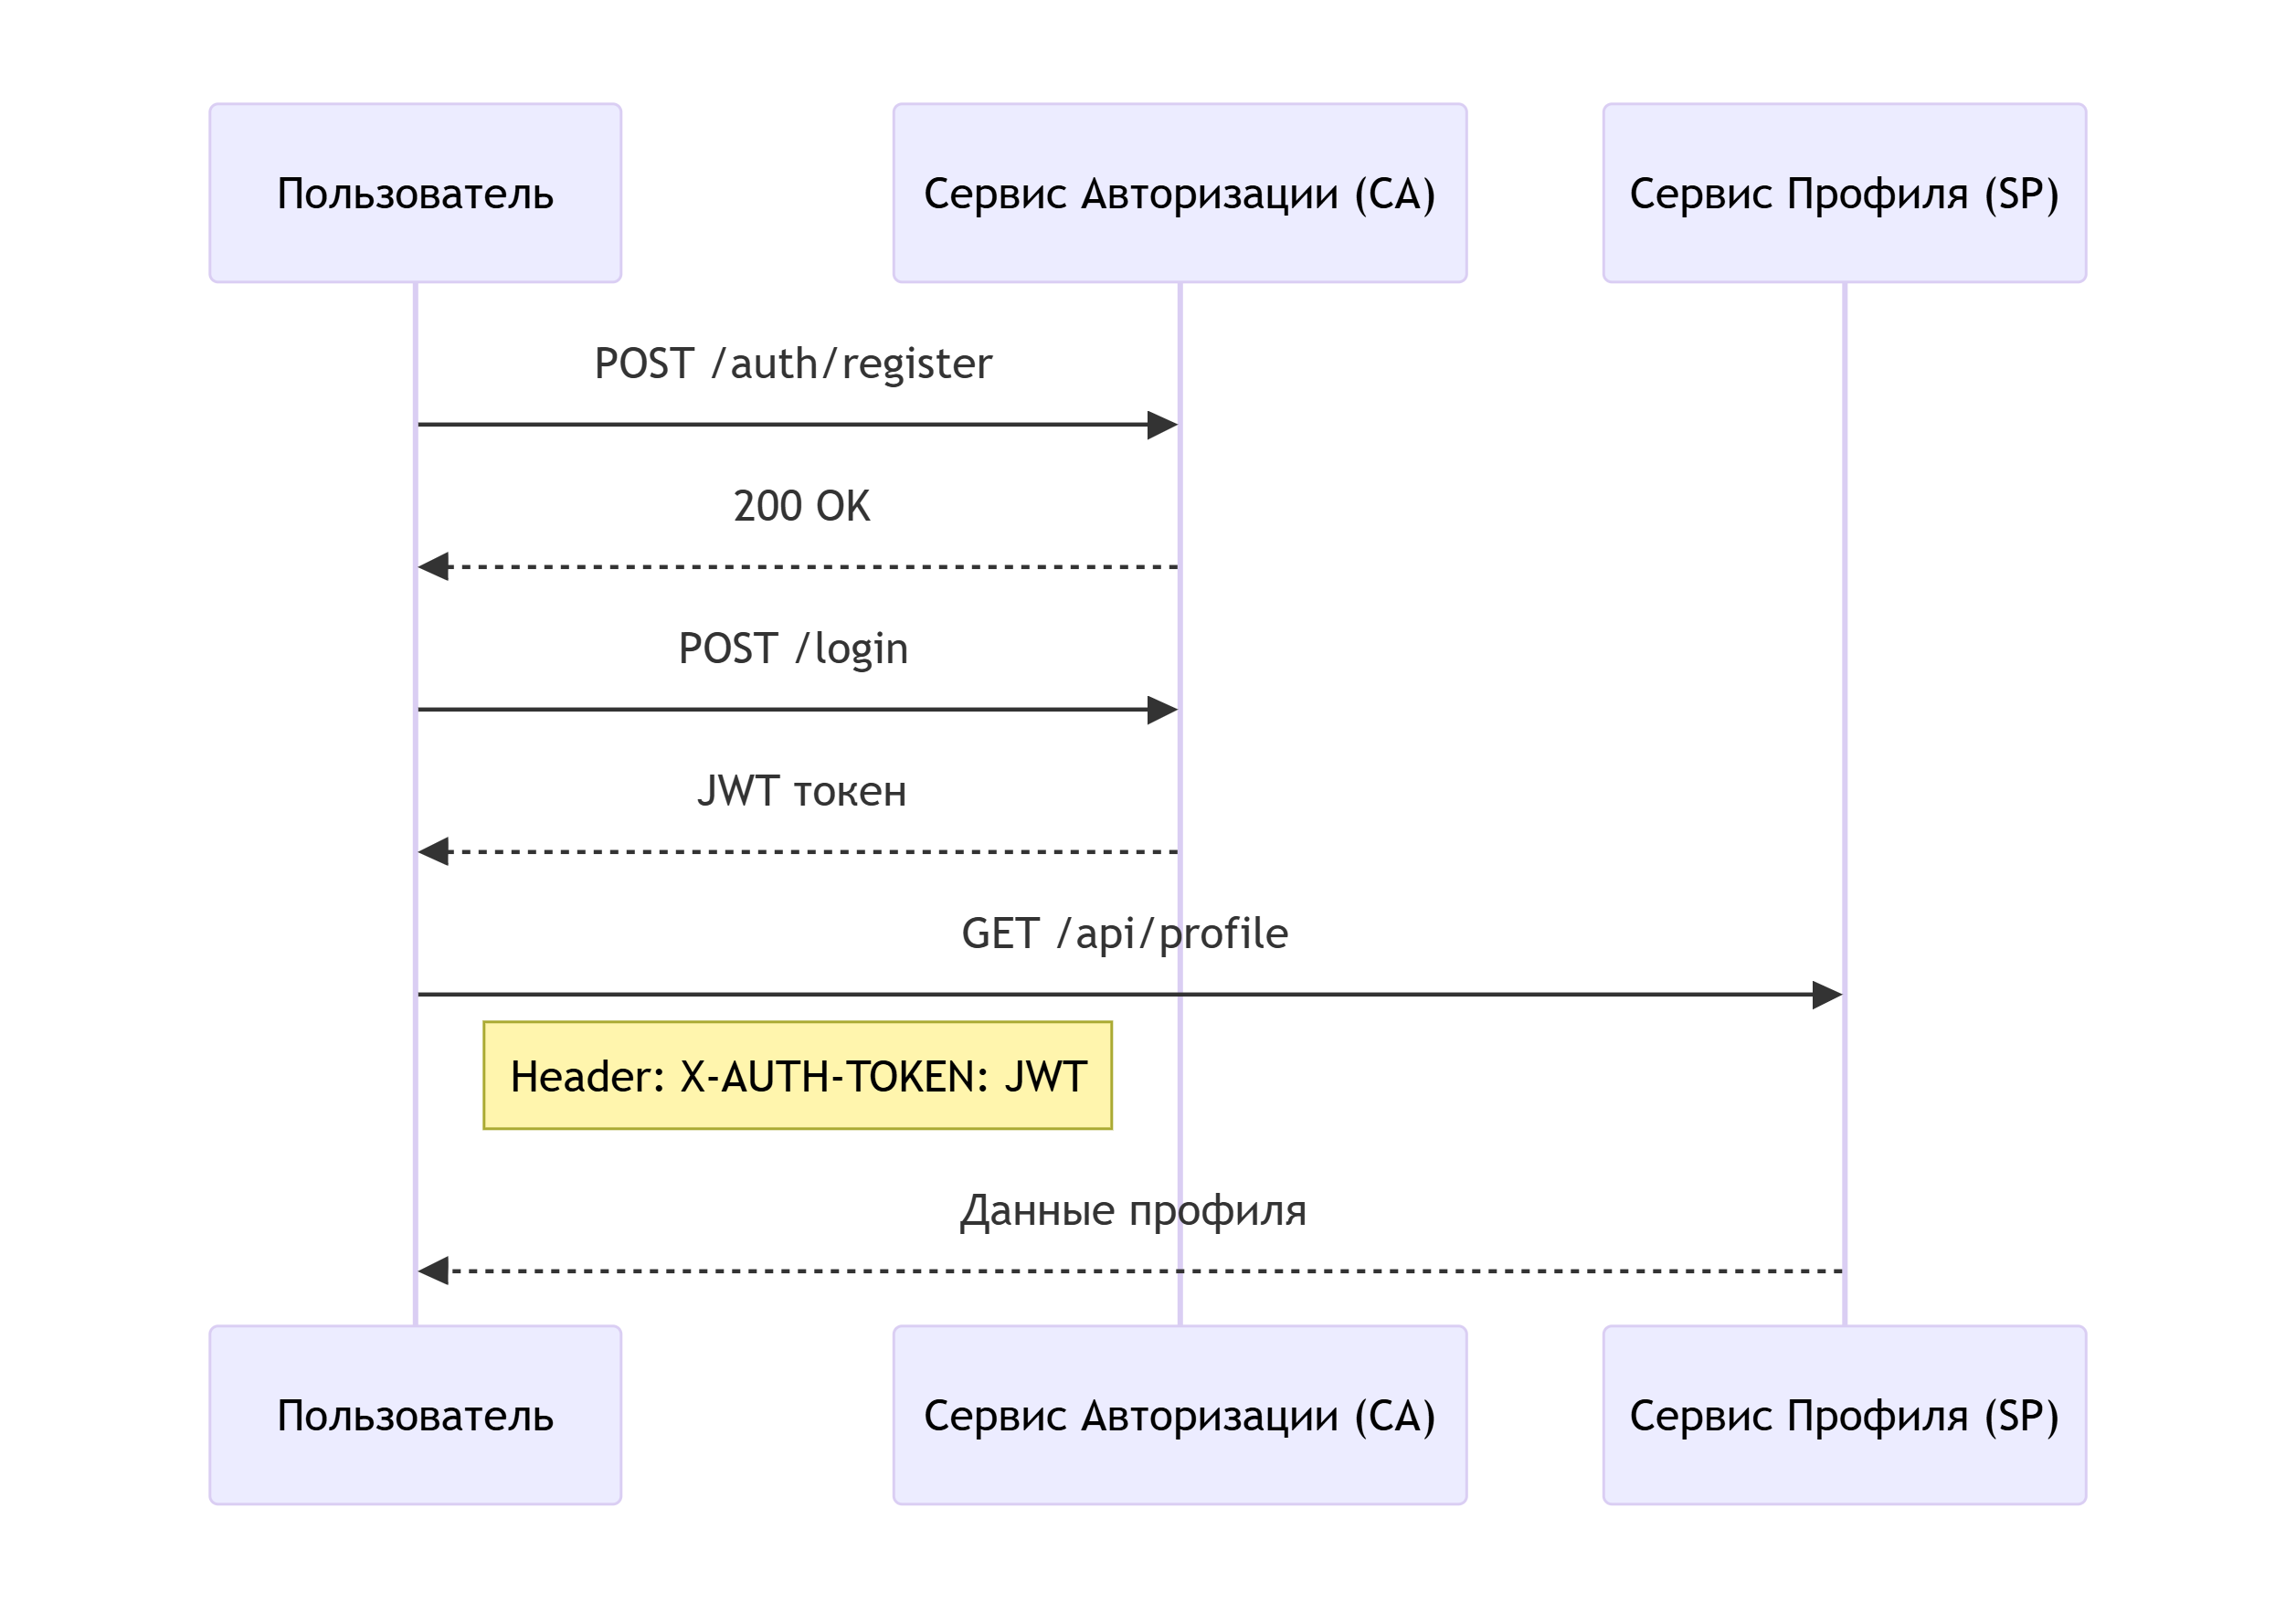 Пользователь
Сервис Авторизации (СА)
Сервис Профиля (SP)
POST /auth/register
200 OK
POST /login
JWT токен
GET /api/profile
Header: X-AUTH-TOKEN: JWT
Данные профиля
Пользователь
Сервис Авторизации (СА)
Сервис Профиля (SP)